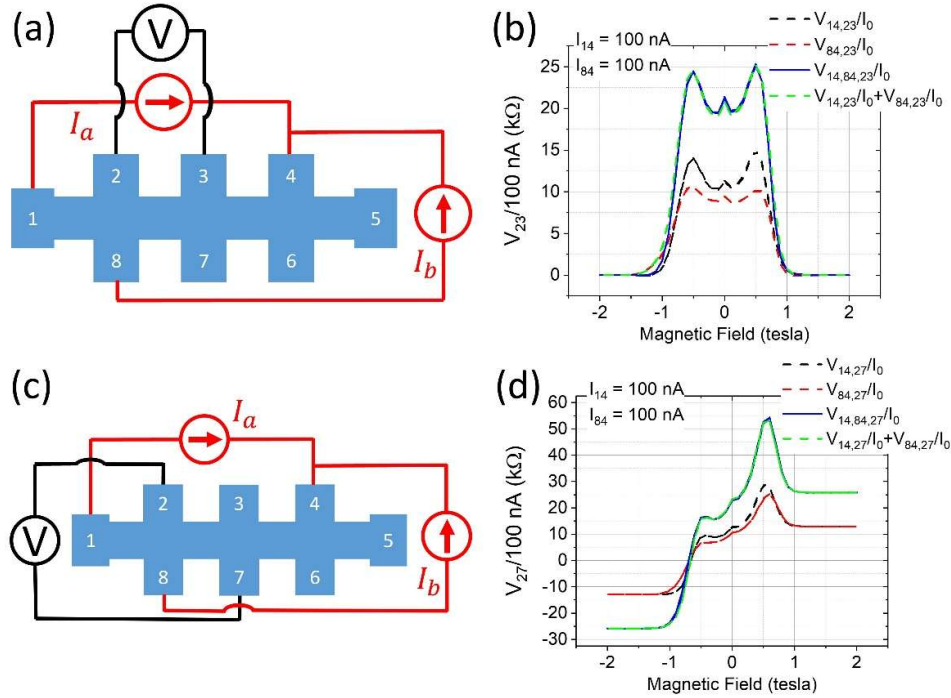 (a)
V
I_a
2
3
4
1
5
8
7
6
I_b
(b)
I_14 = 100 nA
I_84 = 100 nA
V_14,23/I_0
V_84,23/I_0
V_14,84,23/I_0
V_14,23/I_0+V_84,23/I_0
V_23/100 nA (kΩ)
25
20
15
10
5
0
-2 -1 0 1 2
Magnetic Field (tesla)
(c)
I_a
V
2
3
4
1
5
8
7
6
I_b
(d)
I_14 = 100 nA
I_84 = 100 nA
V_14,27/I_0
V_84,27/I_0
V_14,84,27/I_0
V_14,27/I_0+V_84,27/I_0
V_27/100 nA (kΩ)
60
50
40
30
20
10
0
-10
-20
-30
-2 -1 0 1 2
Magnetic Field (tesla)